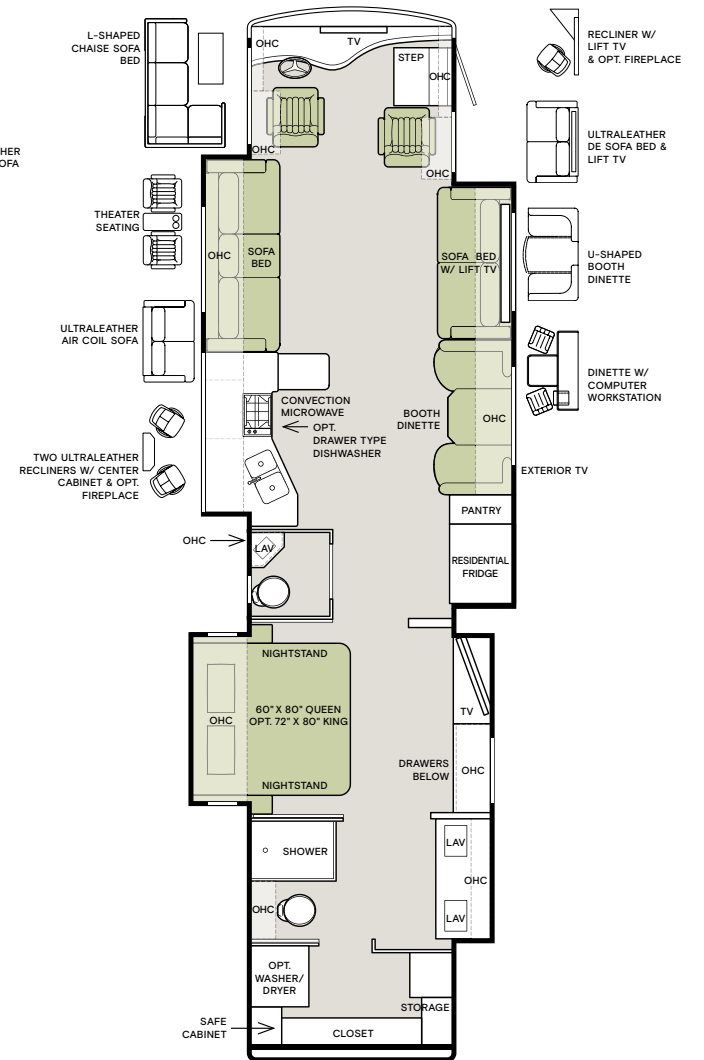 L-SHAPED
CHAISE SOFA
BED
HER
OFA
THEATER
SEATING
ULTRALEATHER
AIR COIL SOFA
TWO ULTRALEATHER
RECLINERS W/ CENTER
CABINET & OPT.
FIREPLACE
OHC
TV
STEP
OHC
OHC
OHC
OHC
SOFA
BED
SOFA BED
W/ LIFT TV
CONVECTION
MICROWAVE
OPT.
DRAWER TYPE
DISHWASHER
BOOTH
DINETTE
OHC
EXTERIOR TV
PANTRY
RESIDENTIAL
FRIDGE
OHC
LAV
NIGHTSTAND
60" X 80" QUEEN
OPT. 72" X 80" KING
OHC
NIGHTSTAND
TV
DRAWERS
BELOW
OHC
SHOWER
LAV
OHC
LAV
OHC
OPT.
WASHER/
DRYER
STORAGE
SAFE
CABINET
CLOSET
RECLINER W/
LIFT TV
& OPT. FIREPLACE
ULTRALEATHER
DE SOFA BED &
LIFT TV
U-SHAPED
BOOTH
DINETTE
DINETTE W/
COMPUTER
WORKSTATION